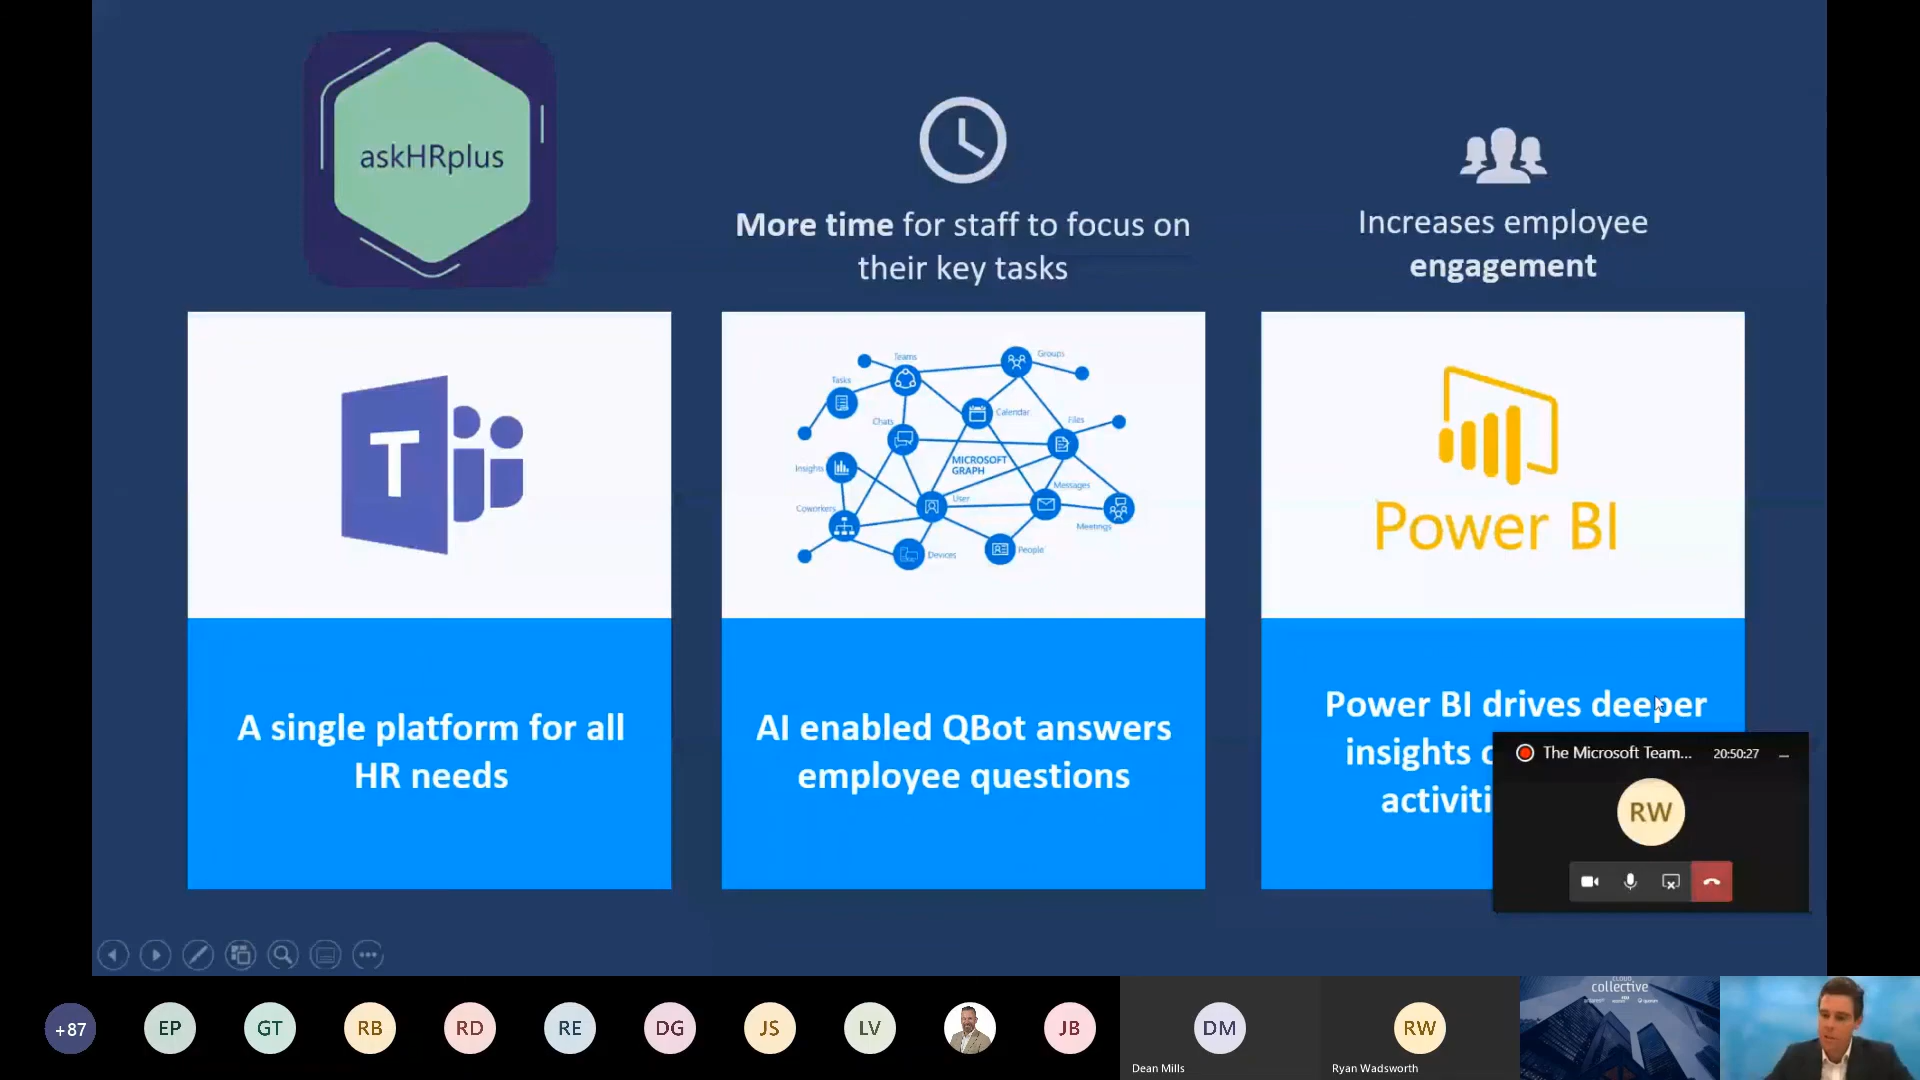 askHRplus
More time for staff to focus on
their key tasks
Increases employee
engagement
T
Teams
Groups
Tasks
Calendar
Chats
Files
MICROSOFT
GRAPH
Insights
Messages
User
Coworkers
Meetings
Devices
People
Power BI
A single platform for all
HR needs
AI enabled QBot answers
employee questions
Power BI drives deeper
insights
activiti
The Microsoft Team... 20:50:27
RW
+87
EP
GT
RB
RD
RE
DG
JS
LV
JB
DM
Dean Mills
RW
Ryan Wadsworth
collective